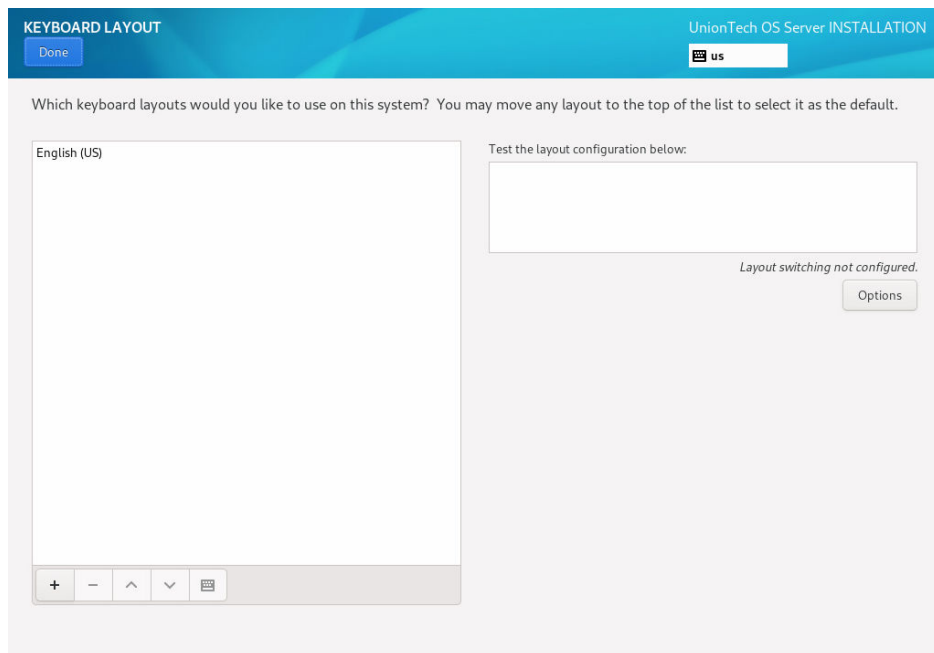 KEYBOARD LAYOUT
UnionTech OS Server INSTALLATION
Done
us
Which keyboard layouts would you like to use on this system? You may move any layout to the top of the list to select it as the default.
English (US)
Test the layout configuration below:
Layout switching not configured.
Options